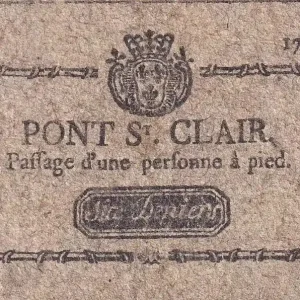 17
PONT St. CLAIR
Paſſage d'une perſonne à pied.
Six Deniers